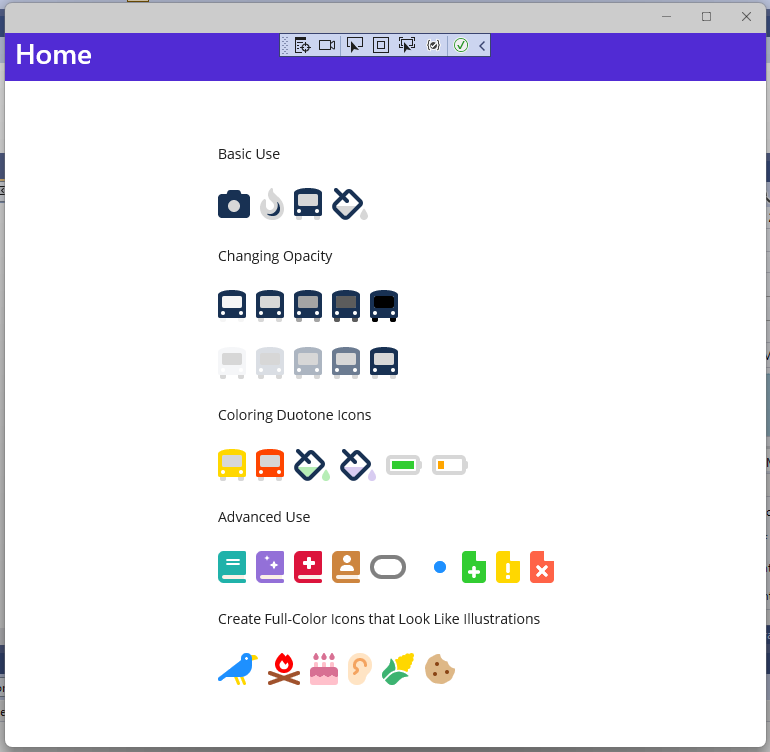 Home
Basic Use
Changing Opacity
Coloring Duotone Icons
Advanced Use
Create Full-Color Icons that Look Like Illustrations